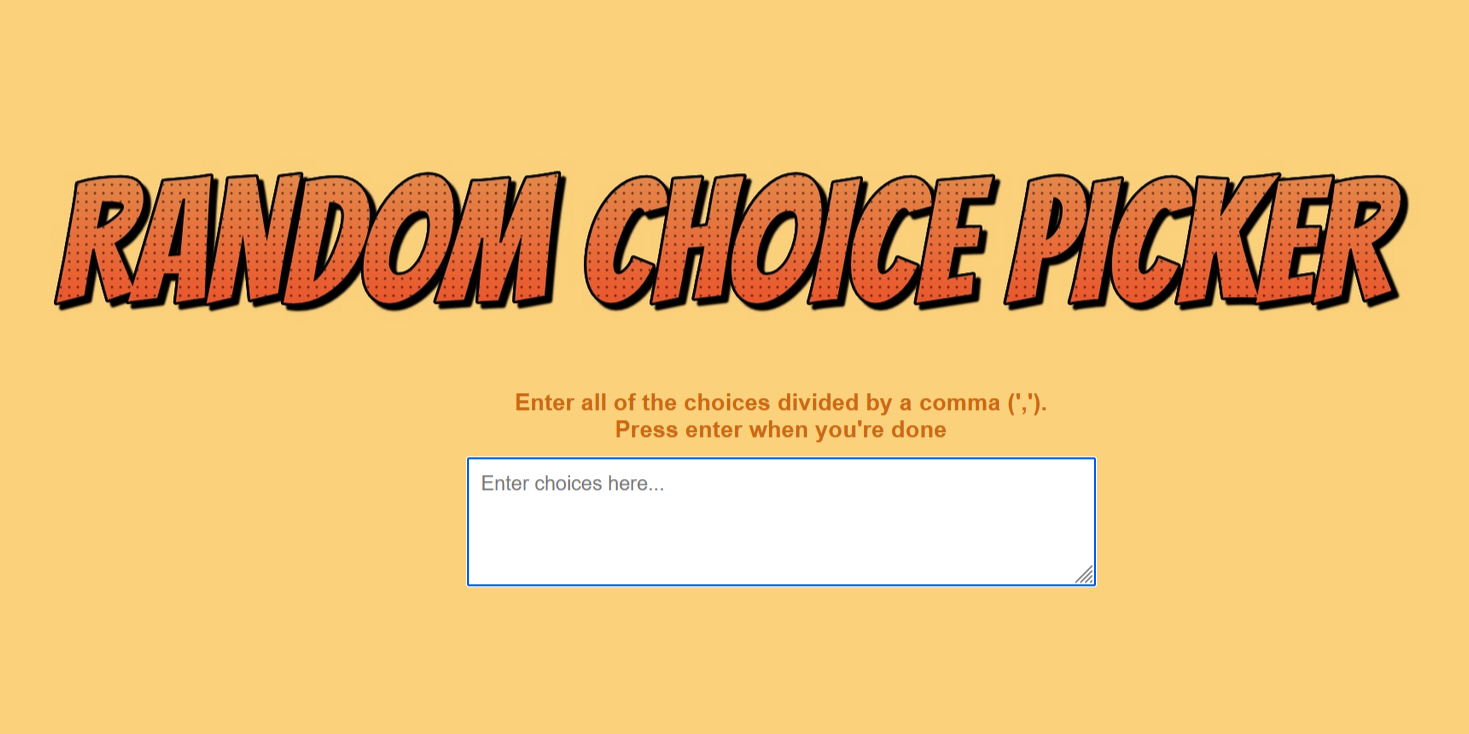 RANDOM CHOICE PICKER
Enter all of the choices divided by a comma (',').
Press enter when you're done
Enter choices here...